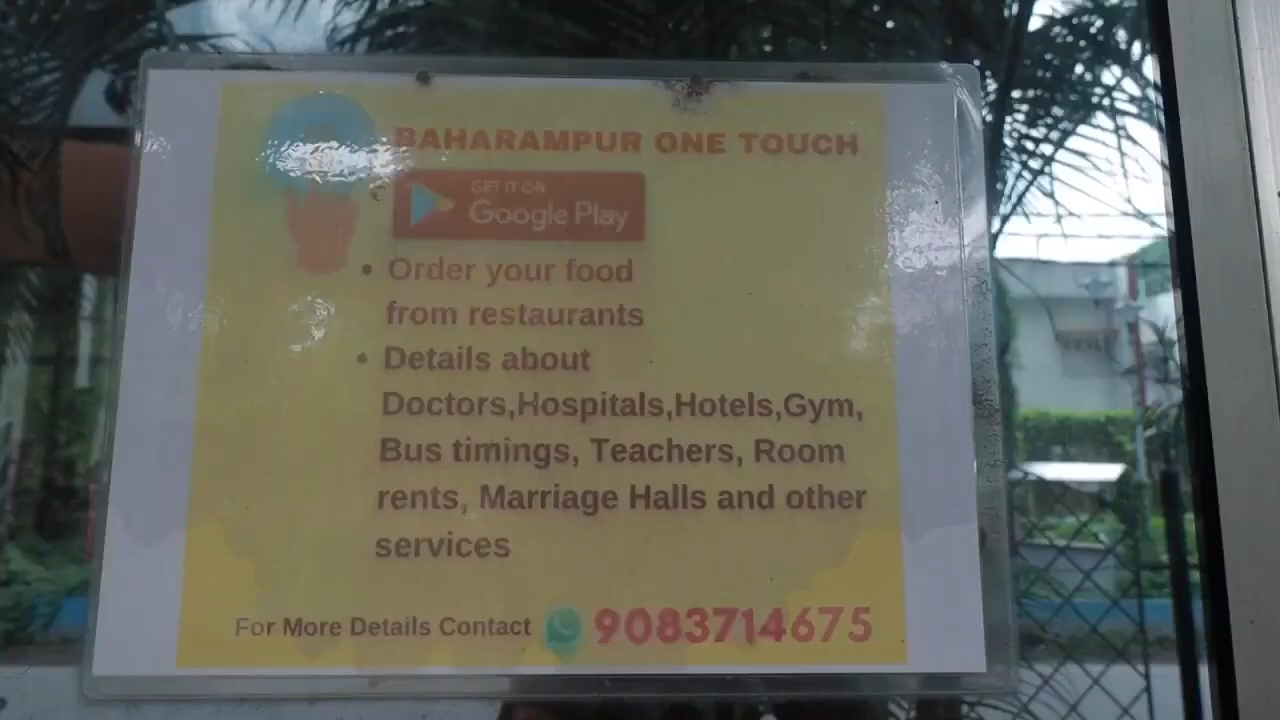 BAHARAMPUR ONE TOUCH
GET IT ON
Google Play
• Order your food
from restaurants
• Details about
Doctors,Hospitals,Hotels,Gym,
Bus timings, Teachers, Room
rents, Marriage Halls and other
services
For More Details Contact 9083714675